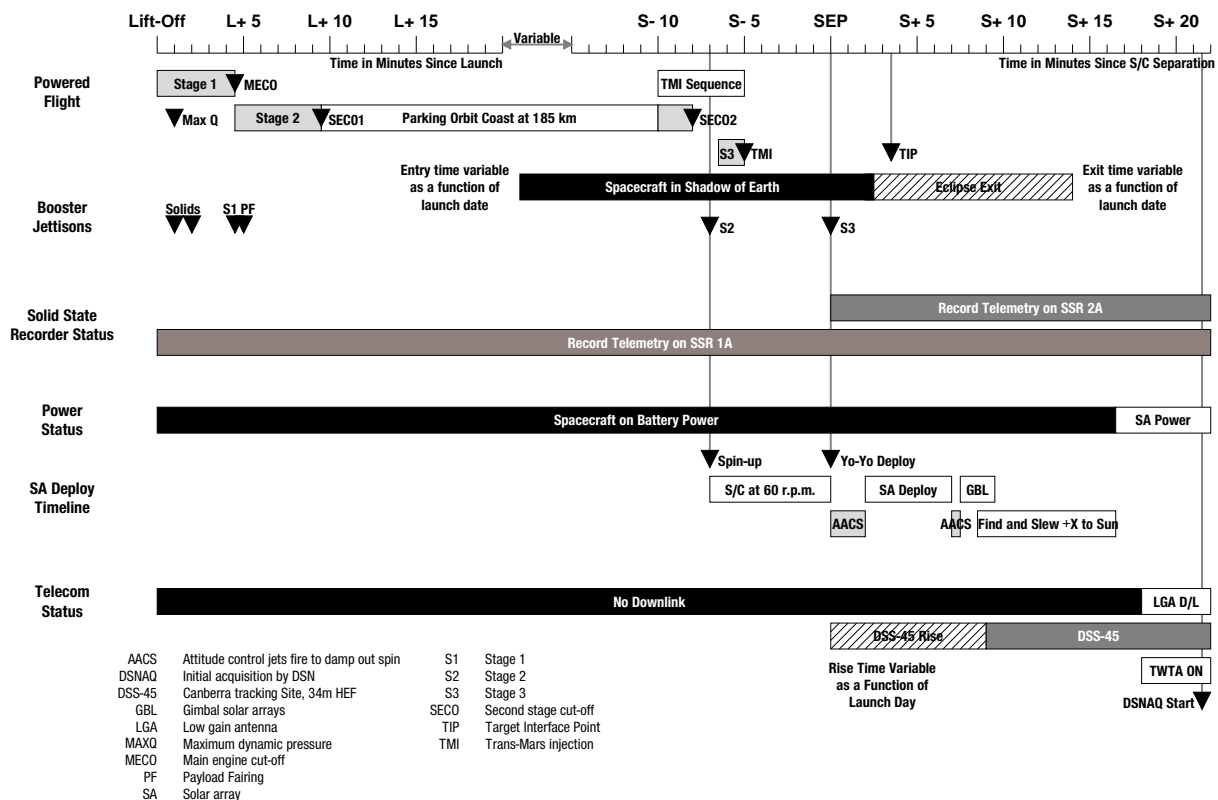 Lift-Off L+ 5 L+ 10 L+ 15 S- 10 S- 5 SEP S+ 5 S+ 10 S+ 15 S+ 20
Variable
Time in Minutes Since Launch
Time in Minutes Since S/C Separation
Powered
Flight
Stage 1
MECO
TMI Sequence
Max Q
Stage 2
SECO1
Parking Orbit Coast at 185 km
SECO2
S3
TMI
TIP
Entry time variable
as a function of
launch date
Spacecraft in Shadow of Earth
Eclipse Exit
Exit time variable
as a function of
launch date
Booster
Jettisons
Solids
S1 PF
S2
S3
Solid State
Recorder Status
Record Telemetry on SSR 2A
Record Telemetry on SSR 1A
Power
Status
Spacecraft on Battery Power
SA Power
SA Deploy
Timeline
Spin-up
Yo-Yo Deploy
S/C at 60 r.p.m.
SA Deploy
GBL
AACS
AACS
Find and Slew +X to Sun
Telecom
Status
No Downlink
LGA D/L
DSS-45 Rise
DSS-45
Rise Time Variable
as a Function of
Launch Day
TWTA ON
DSNAQ Start
AACS Attitude control jets fire to damp out spin
DSNAQ Initial acquisition by DSN
DSS-45 Canberra tracking Site, 34m HEF
GBL Gimbal solar arrays
LGA Low gain antenna
MAXQ Maximum dynamic pressure
MECO Main engine cut-off
PF Payload Fairing
SA Solar array
S1 Stage 1
S2 Stage 2
S3 Stage 3
SECO Second stage cut-off
TIP Target Interface Point
TMI Trans-Mars injection